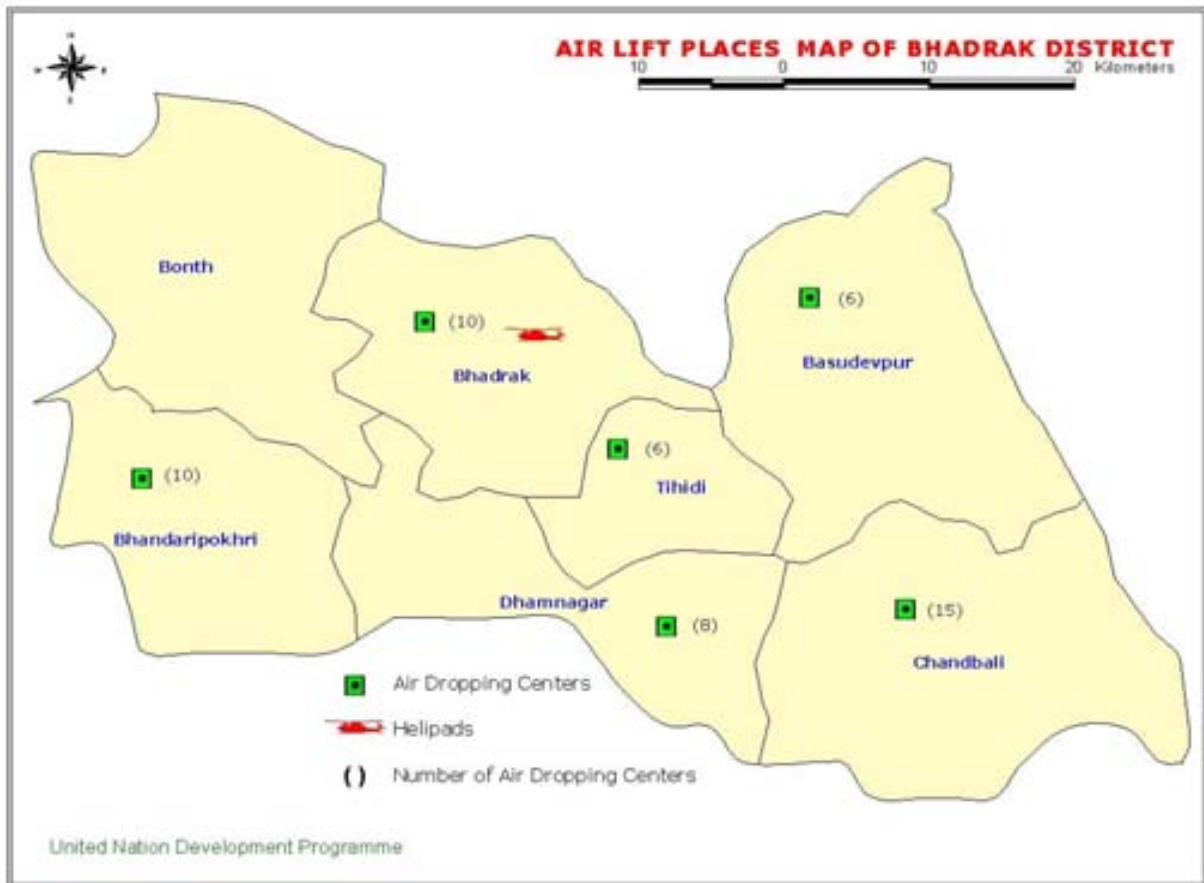 AIR LIFT PLACES MAP OF BHADRAK DISTRICT
10 0 10 20 Kilometers
Bonth
(10)
Bhadrak
(6)
Basudevpur
(6)
Tihidi
(10)
Bhandaripokhri
Dhamnagar
(8)
(15)
Chandbali
Air Dropping Centers
Helipads
( ) Number of Air Dropping Centers
United Nation Development Programme